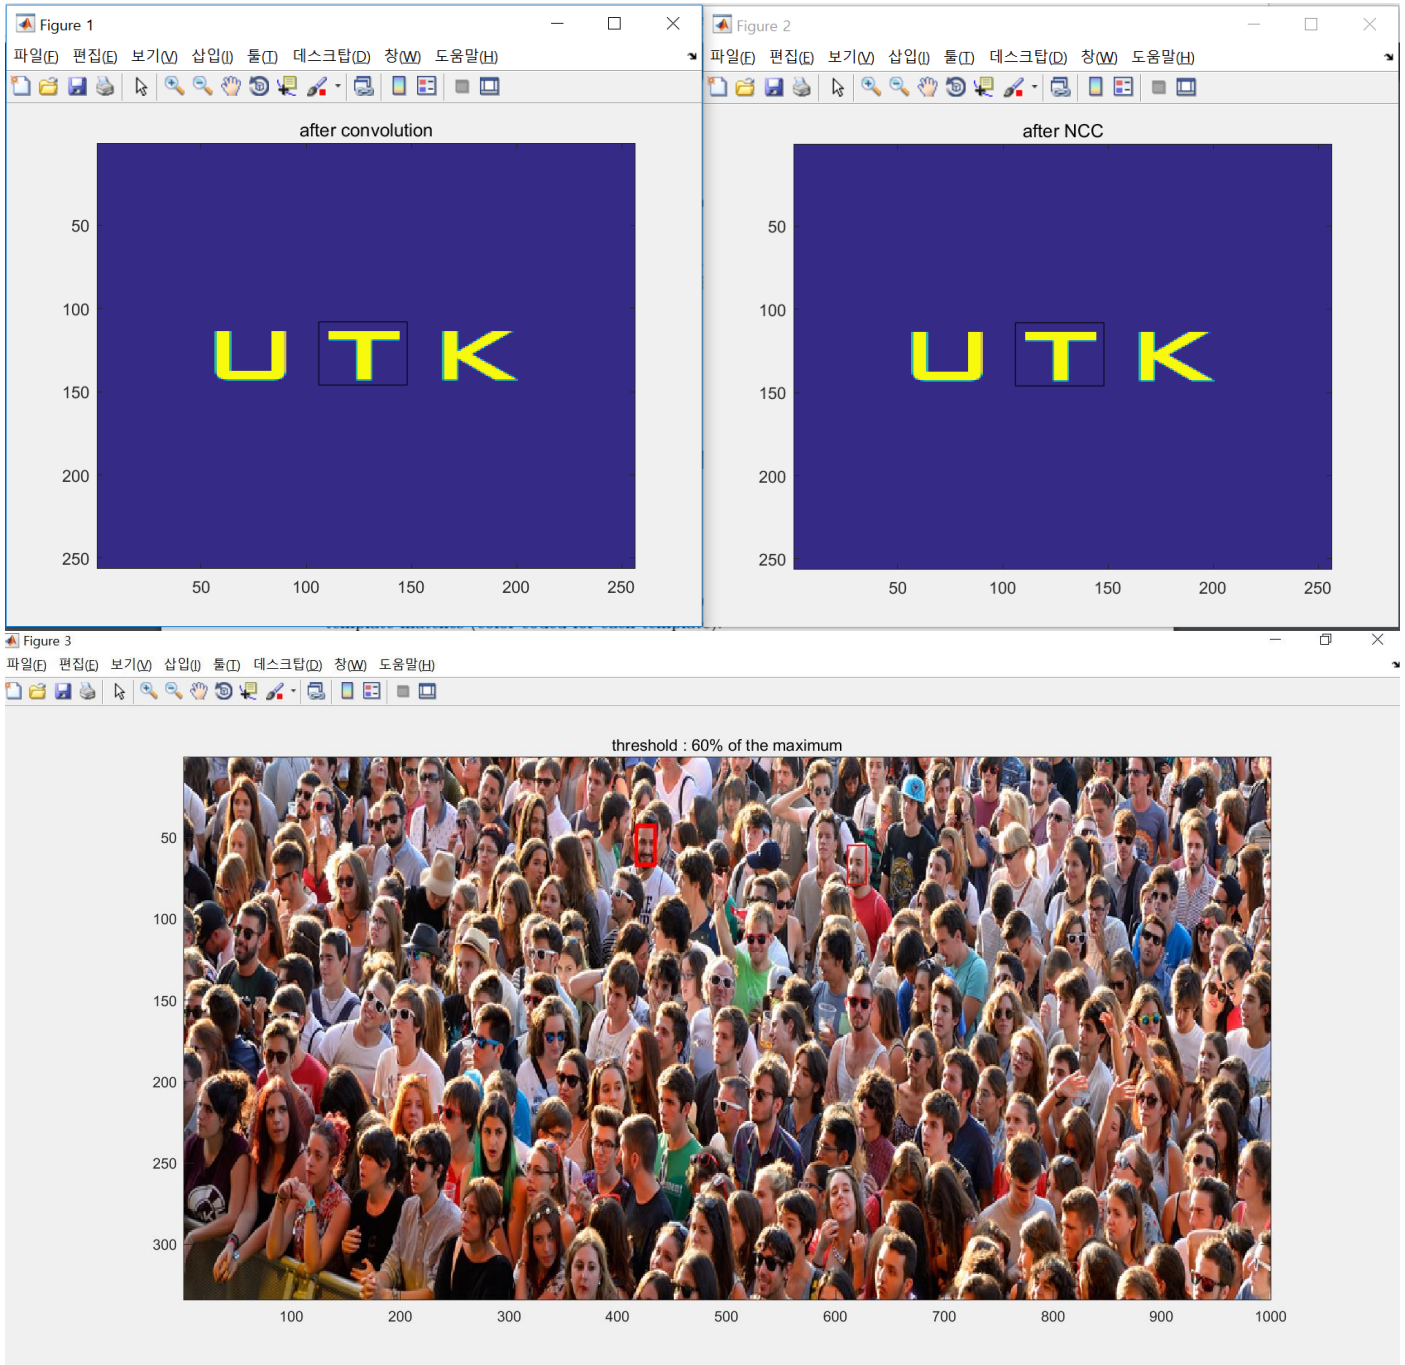 Figure 1
파일(F) 편집(E) 보기(V) 삽입(I) 툴(T) 데스크탑(D) 창(W) 도움말(H)
after convolution
50
100
150
200
250
U T K
50 100 150 200 250
Figure 2
파일(F) 편집(E) 보기(V) 삽입(I) 툴(T) 데스크탑(D) 창(W) 도움말(H)
after NCC
50
100
150
200
250
U T K
50 100 150 200 250
Figure 3
파일(F) 편집(E) 보기(V) 삽입(I) 툴(T) 데스크탑(D) 창(W) 도움말(H)
threshold : 60% of the maximum
50
100
150
200
250
300
100 200 300 400 500 600 700 800 900 1000